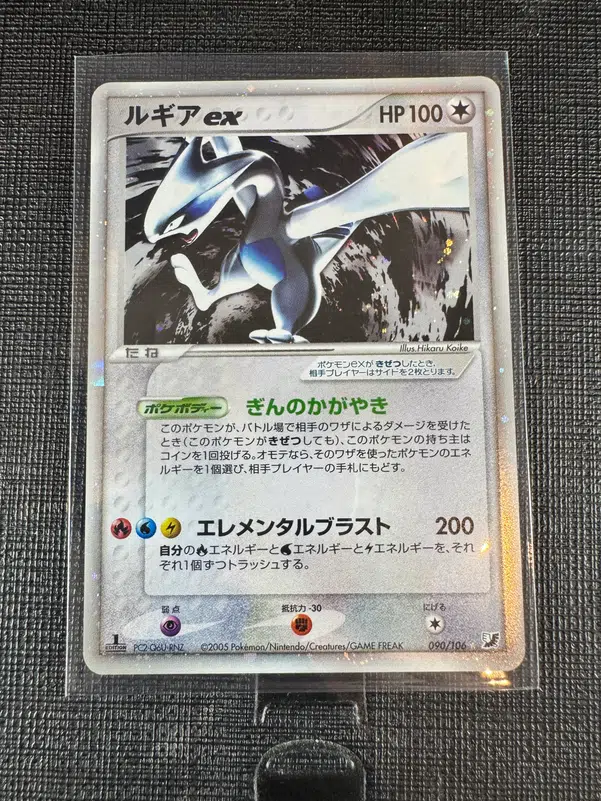 ルギアex HP100
たね
Illus.Hikaru Koike
ポケモンexがきぜつしたとき、
相手プレイヤーはサイドを2枚とります。
ポケボディー ぎんのかがやき
このポケモンが、バトル場で相手のワザによるダメージを受けた
とき(このポケモンがきぜつしても)、このポケモンの持ち主は
コインを1回投げる。オモテなら、そのワザを使ったポケモンのエネ
ルギーを1個選び、相手プレイヤーの手札にもどす。
エレメンタルブラスト 200
自分のエネルギーとエネルギーとエネルギーを、それ
ぞれ1個ずつトラッシュする。
弱点 抵抗力 -30 にげる
1 EDITION PC2-Q6U-RNZ ©2005 Pokémon/Nintendo/Creatures/GAME FREAK 090/106